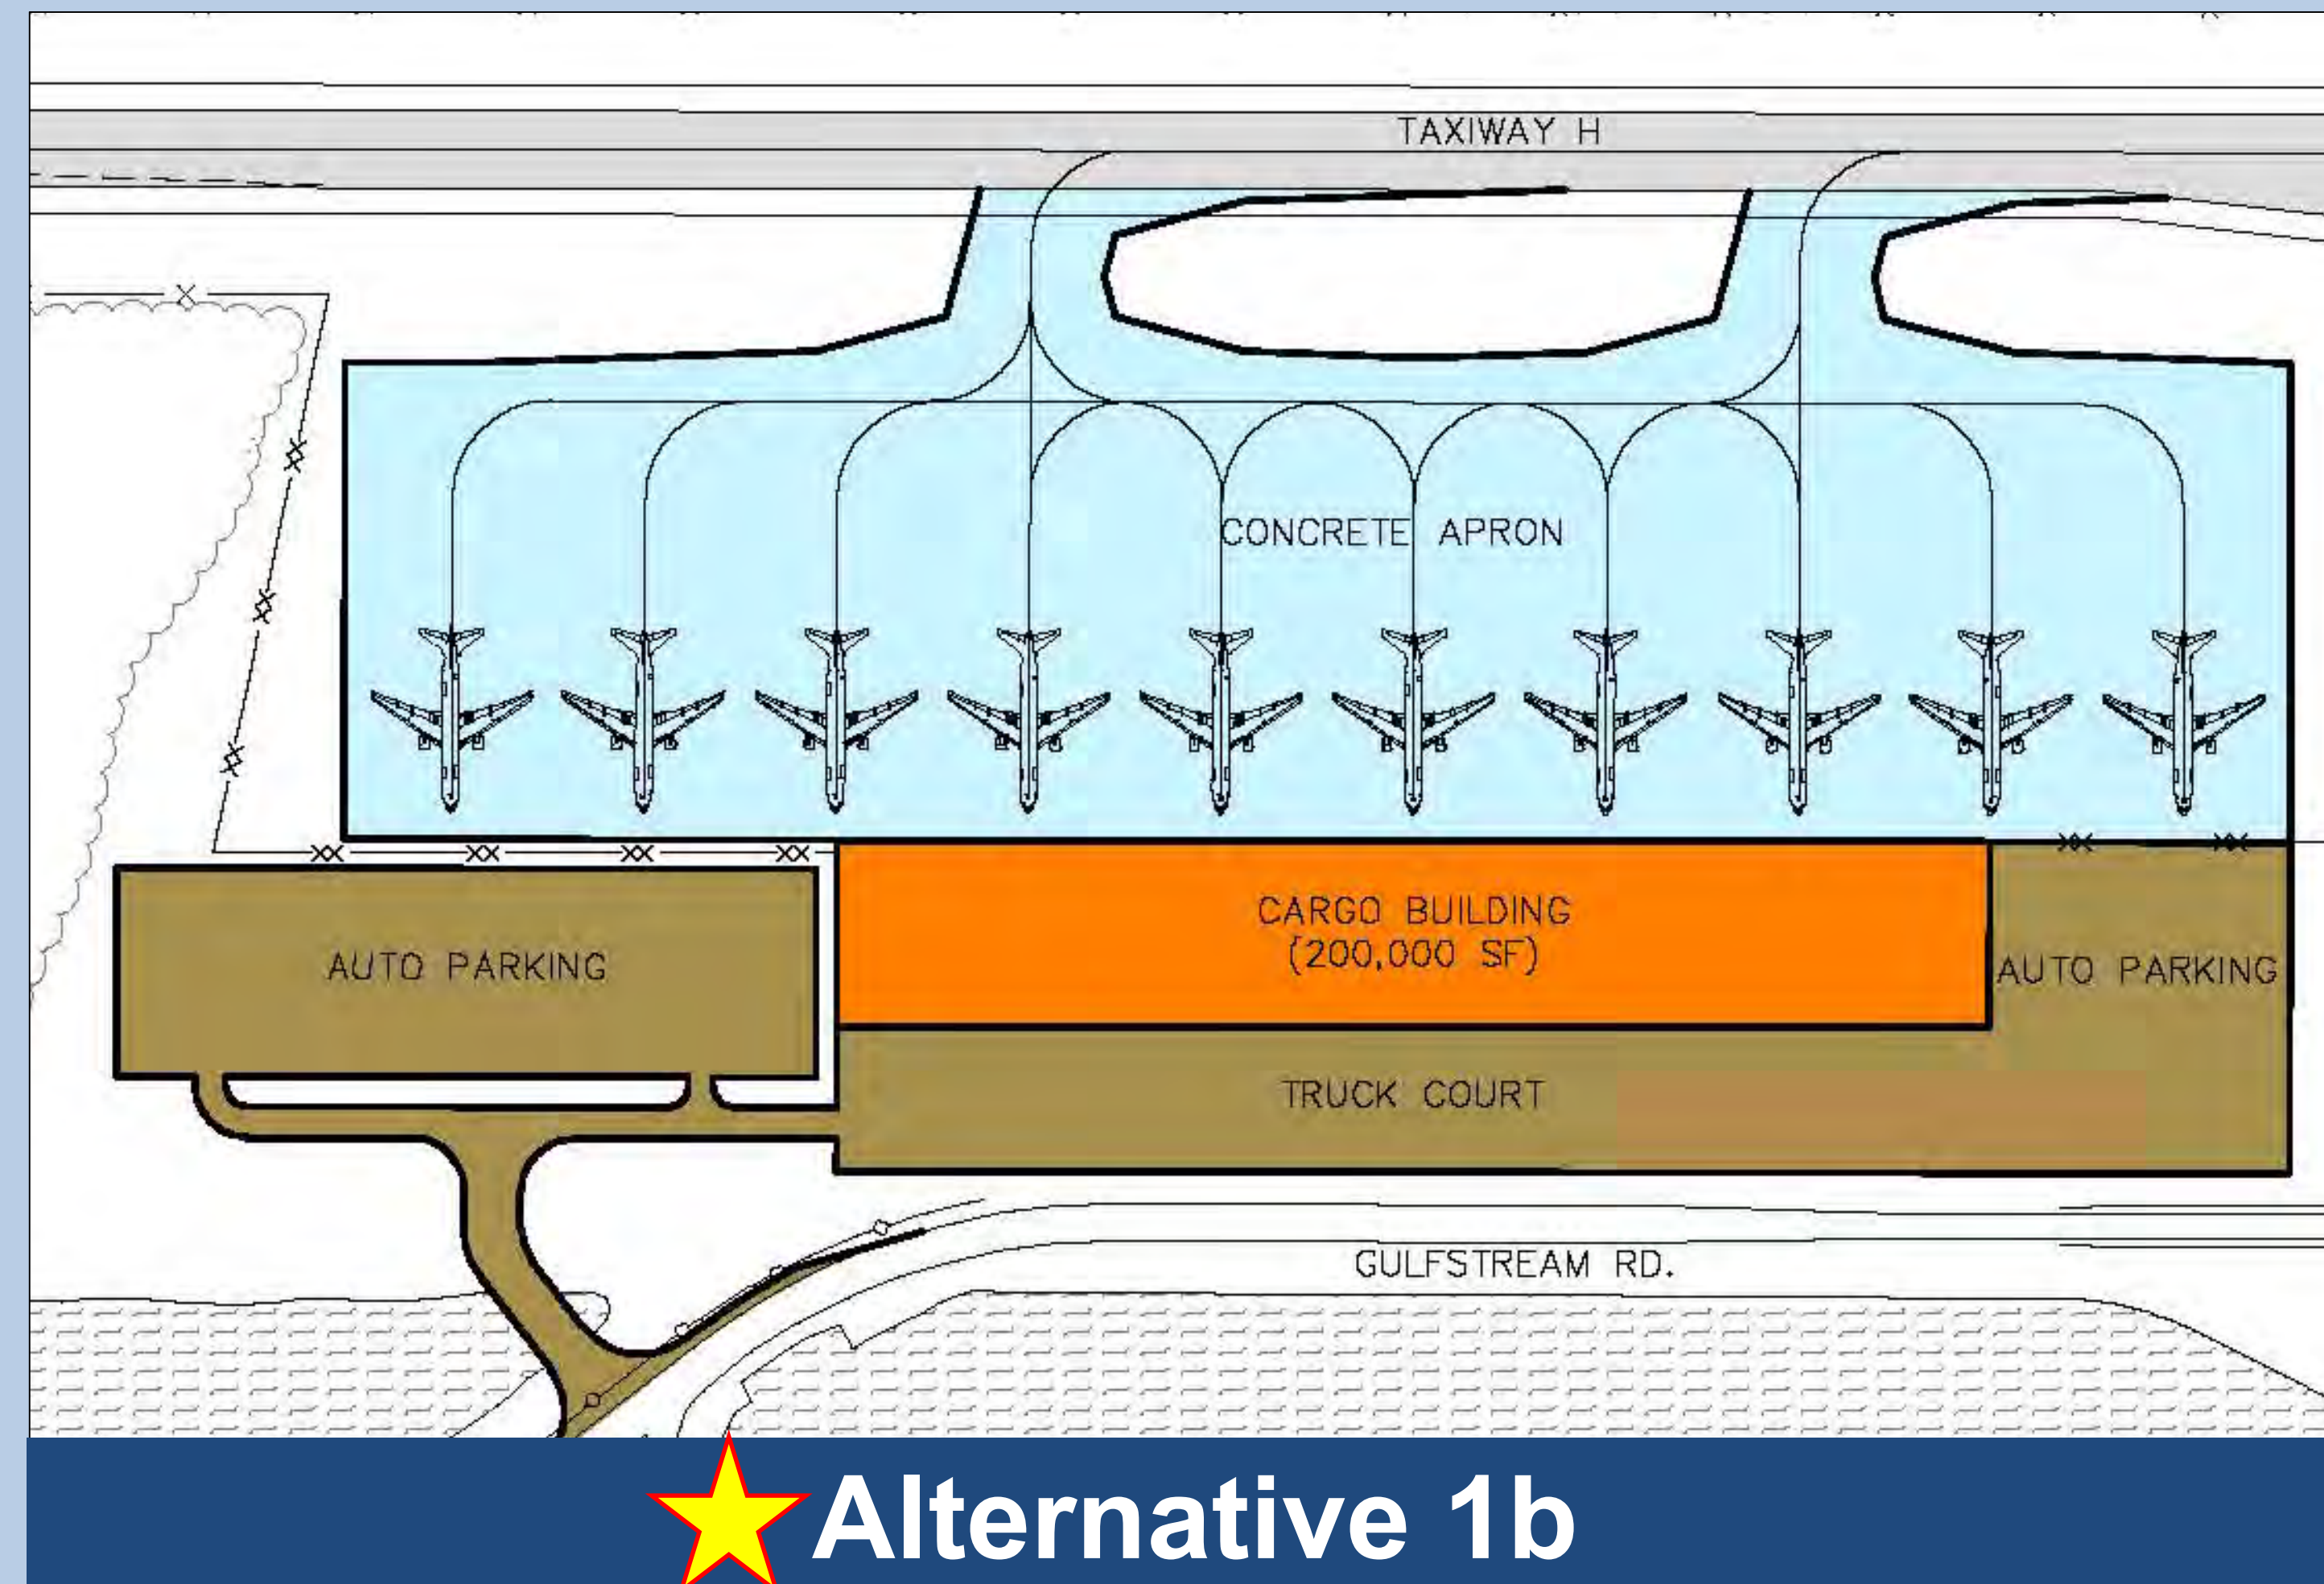 TAXIWAY H
CONCRETE APRON
CARGO BUILDING
(200,000 SF)
AUTO PARKING
AUTO PARKING
TRUCK COURT
GULFSTREAM RD.
Alternative 1b